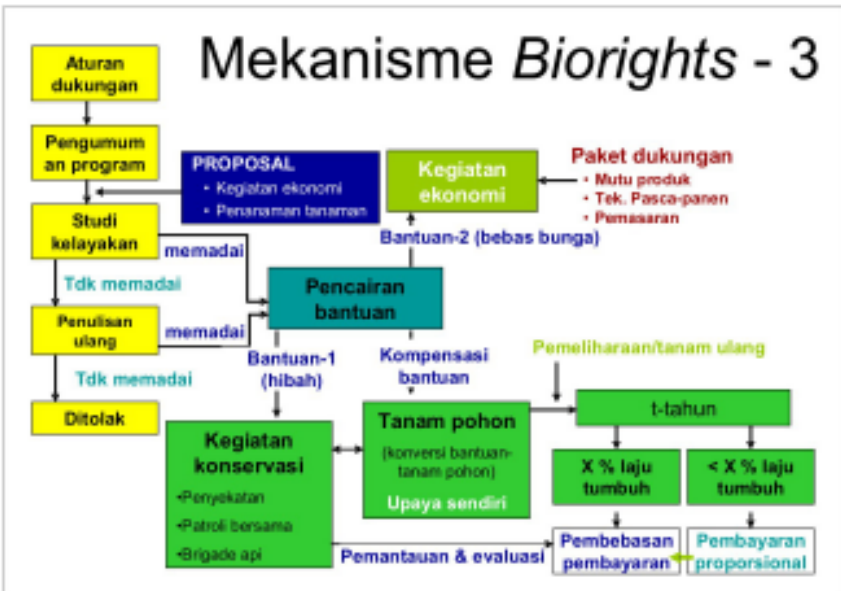 Mekanisme Biorights - 3
Aturan
dukungan
Pengumum
an program
PROPOSAL
• Kegiatan ekonomi
• Penanaman tanaman
Kegiatan
ekonomi
Paket dukungan
• Mutu produk
• Tek. Pasca-panen
• Pemasaran
Studi
kelayakan
memadai
Bantuan-2 (bebas bunga)
Tdk memadai
Pencairan
bantuan
Penulisan
ulang
memadai
Bantuan-1
(hibah)
Kompensasi
bantuan
Pemeliharaan/tanam ulang
Tdk memadai
Ditolak
Kegiatan
konservasi
•Penyekatan
•Patroli bersama
•Brigade api
Tanam pohon
(konversi bantuan-
tanam pohon)
Upaya sendiri
t-tahun
X % laju
tumbuh
< X % laju
tumbuh
Pemantauan & evaluasi
Pembebasan
pembayaran
Pembayaran
proporsional